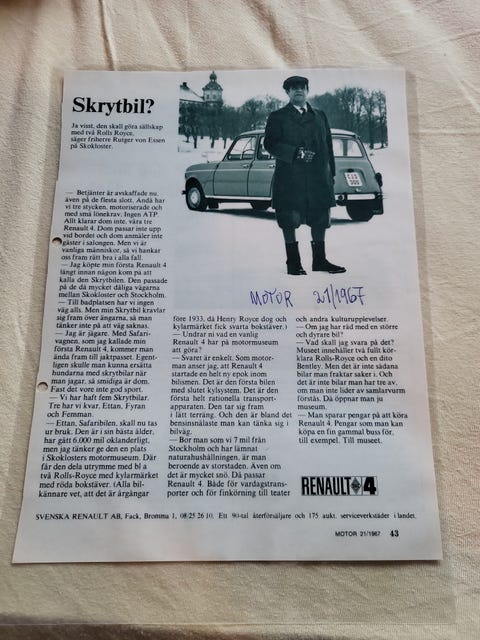 Skrytbil?
Ja visst, den skall göra sällskap
med två Rolls Royce,
säger friherre Rutger von Essen
på Skokloster.
— Betjänter är avskaffade nu,
även på de flesta slott. Ändå har
vi tre stycken, motoriserade och
med små lönekrav. Ingen ATP.
Allt klarar dom inte, våra tre
Renault 4. Dom passar inte upp
vid bordet och dom anmäler inte
gäster i salongen. Men vi är
vanliga människor, så vi hankar
oss fram rätt bra i alla fall.
— Jag köpte min första Renault 4
långt innan någon kom på att
kalla den Skrytbilen. Den passade
på de då mycket dåliga vägarna
mellan Skokloster och Stockholm.
— Till badplatsen har vi ingen
väg alls. Men min Skrytbil kravlar
sig fram över ängarna, så man
tänker inte på att väg saknas.
— Jag är jägare. Med Safari-
vagnen, som jag kallade min
första Renault 4, kommer man
ända fram till jaktpasset. Egent-
ligen skulle man kunna ersätta
hundarna med skrytbilar när
man jagar, så smidiga är dom.
Fast det vore inte god sport.
— Vi har haft fem Skrytbilar.
Tre har vi kvar. Ettan, Fyran
och Femman.
— Ettan, Safaribilen, skall nu tas
ur bruk. Den är i sin bästa ålder,
har gått 6.000 mil oklanderligt,
men jag tänker ge den en plats
i Skoklosters motormuseum. Där
får den dela utrymme med bl a
två Rolls-Royce med kylarmärket
med röda bokstäver. (Alla bil-
kännare vet, att det är årgångar
MOTOR 21/1967
före 1933, då Henry Royce dog och
kylarmärket fick svarta bokstäver.)
— Undrar ni vad en vanlig
Renault 4 har på motormuseum
att göra?
— Svaret är enkelt. Som motor-
man anser jag, att Renault 4
startade en helt ny epok inom
bilismen. Det är den första bilen
med slutet kylsystem. Det är den
första helt rationella transport-
apparaten. Den tar sig fram
i lätt terräng. Och den är bland det
bensinsnålaste man kan tänka sig i
bilväg.
— Bor man som vi 7 mil från
Stockholm och har lämnat
naturahushållningen, är man
beroende av storstaden. Även om
det är mycket snö. Då passar
Renault 4. Både för vardagstrans-
porter och för finkörning till teater
och andra kulturupplevelser.
— Om jag har råd med en större
och dyrare bil?
— Vad skall jag svara på det?
Museet innehåller två fullt kör-
klara Rolls-Royce och en dito
Bentley. Men det är inte sådana
bilar man fraktar saker i. Och
det är inte bilar man har tre av,
om man inte lider av samlarvurm
förstås. Då öppnar man ju
museum.
— Man sparar pengar på att köra
Renault 4. Pengar som man kan
köpa en fin gammal buss för,
till exempel. Till museet.
RENAULT 4
SVENSKA RENAULT AB, Fack, Bromma 1, 08/25 26 10. Ett 90-tal återförsäljare och 175 aukt. serviceverkstäder i landet.
MOTOR 21/1967 43